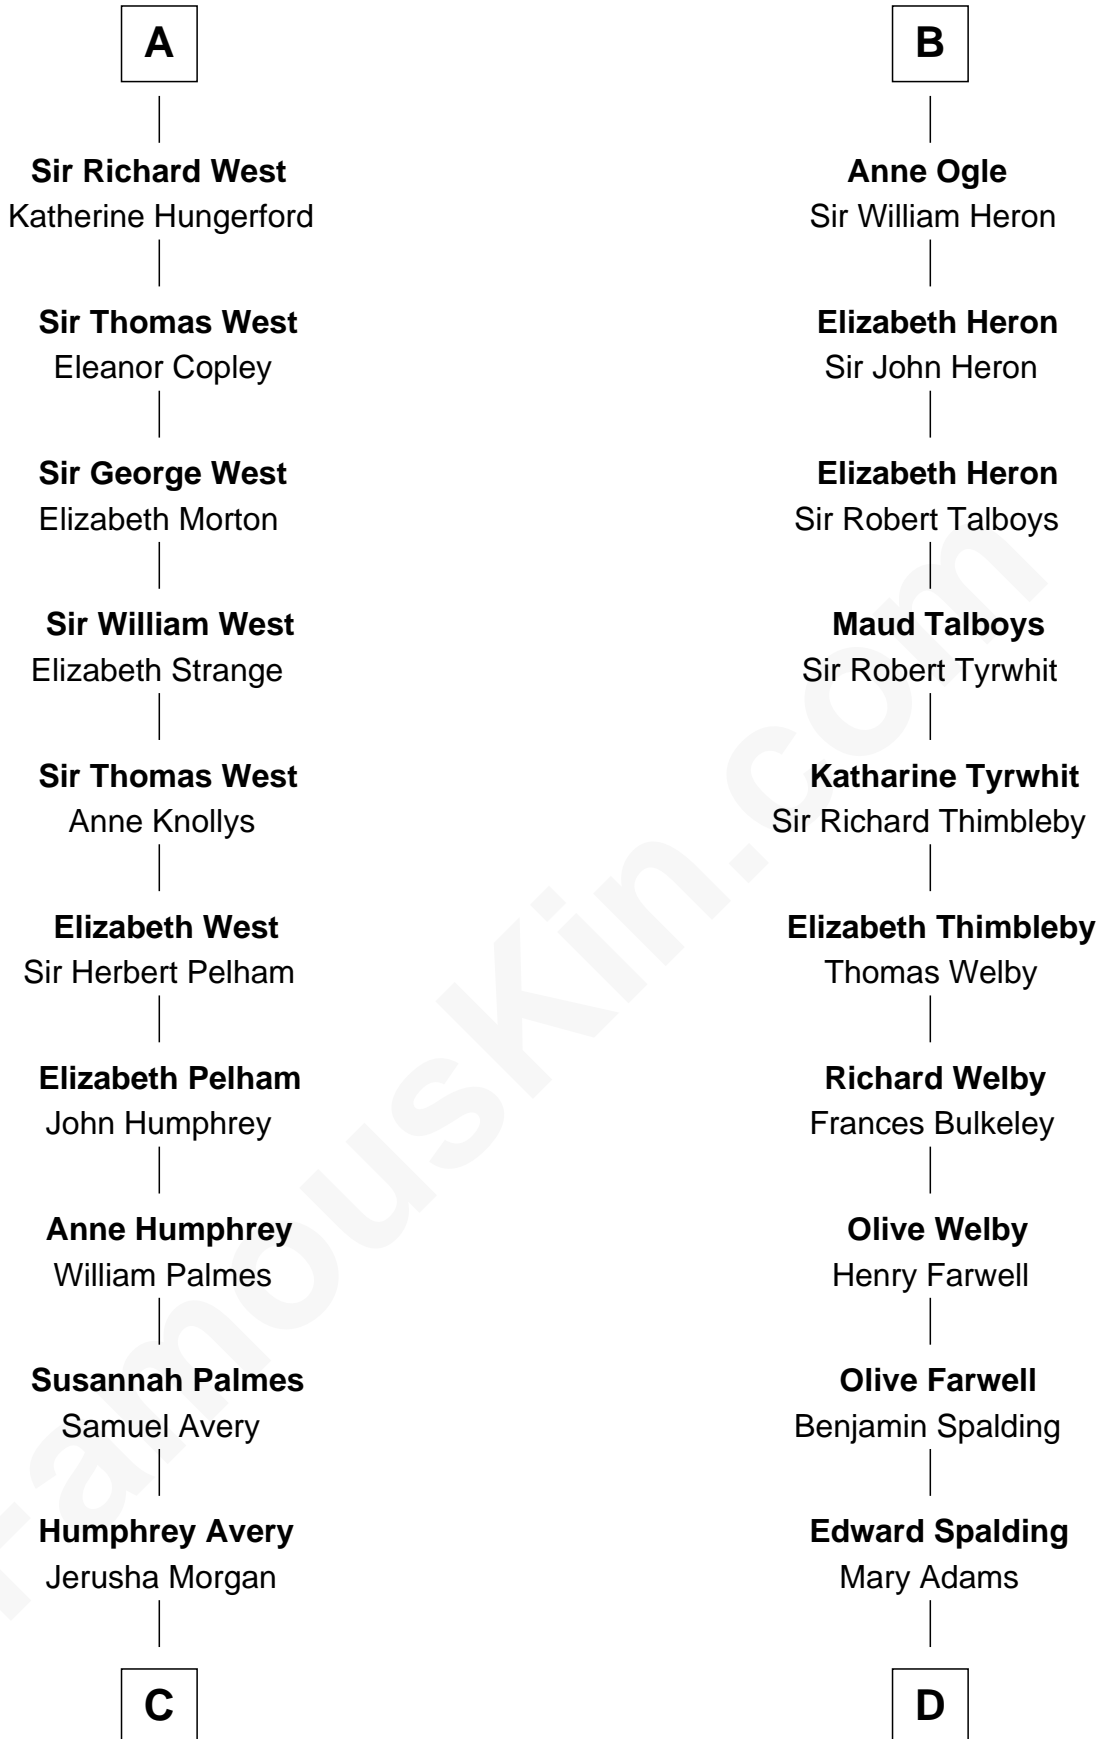 A
Sir Richard West
Katherine Hungerford
Sir Thomas West
Eleanor Copley
Sir George West
Elizabeth Morton
Sir William West
Elizabeth Strange
Sir Thomas West
Anne Knollys
Elizabeth West
Sir Herbert Pelham
Elizabeth Pelham
John Humphrey
Anne Humphrey
William Palmes
Susannah Palmes
Samuel Avery
Humphrey Avery
Jerusha Morgan
C
B
Anne Ogle
Sir William Heron
Elizabeth Heron
Sir John Heron
Elizabeth Heron
Sir Robert Talboys
Maud Talboys
Sir Robert Tyrwhit
Katharine Tyrwhit
Sir Richard Thimbleby
Elizabeth Thimbleby
Thomas Welby
Richard Welby
Frances Bulkeley
Olive Welby
Henry Farwell
Olive Farwell
Benjamin Spalding
Edward Spalding
Mary Adams
D
FamousKin.com